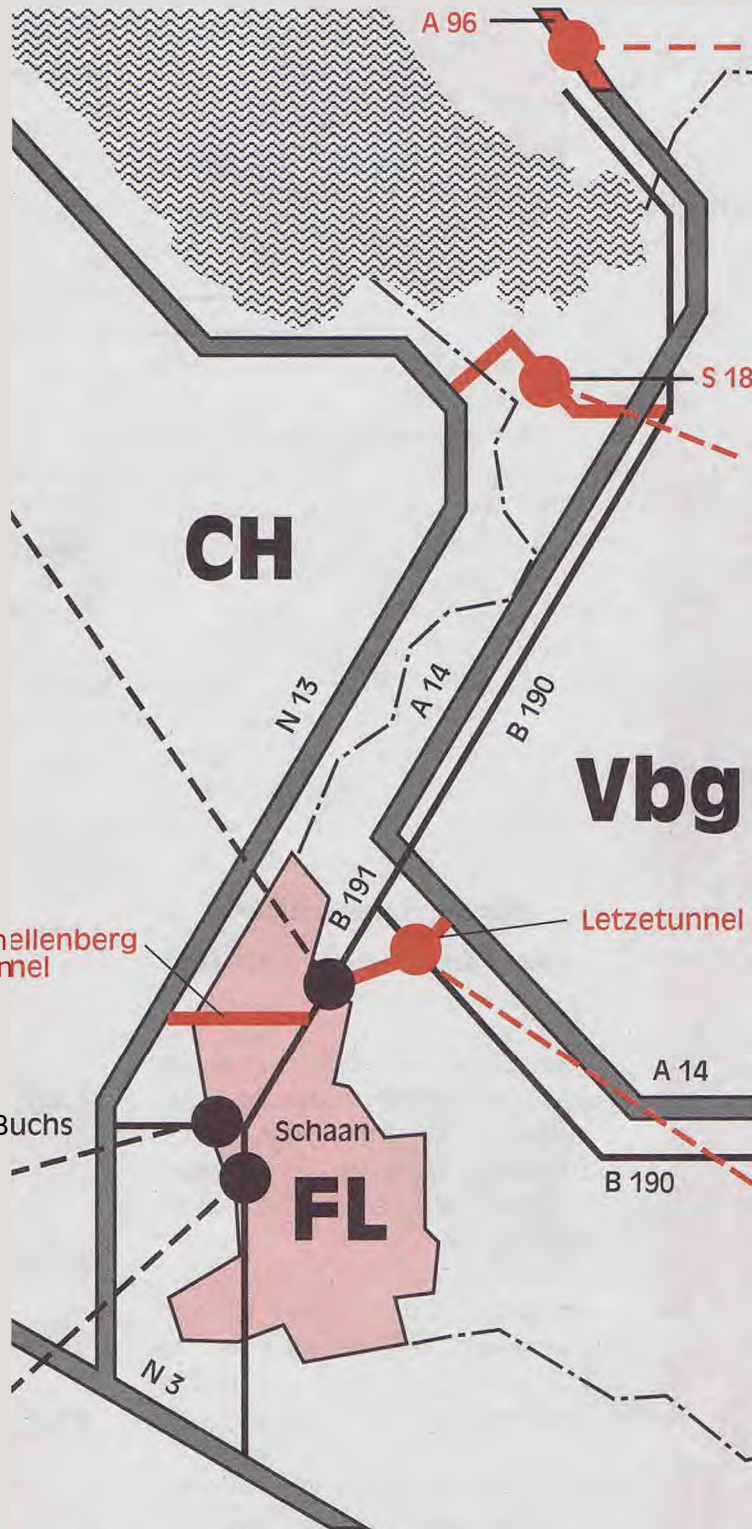 A 96
S 18
CH
N 13
A 14
B 190
Vbg
B 191
Letzetunnel
ellenberg
nel
A 14
Buchs
Schaan
B 190
FL
N 3